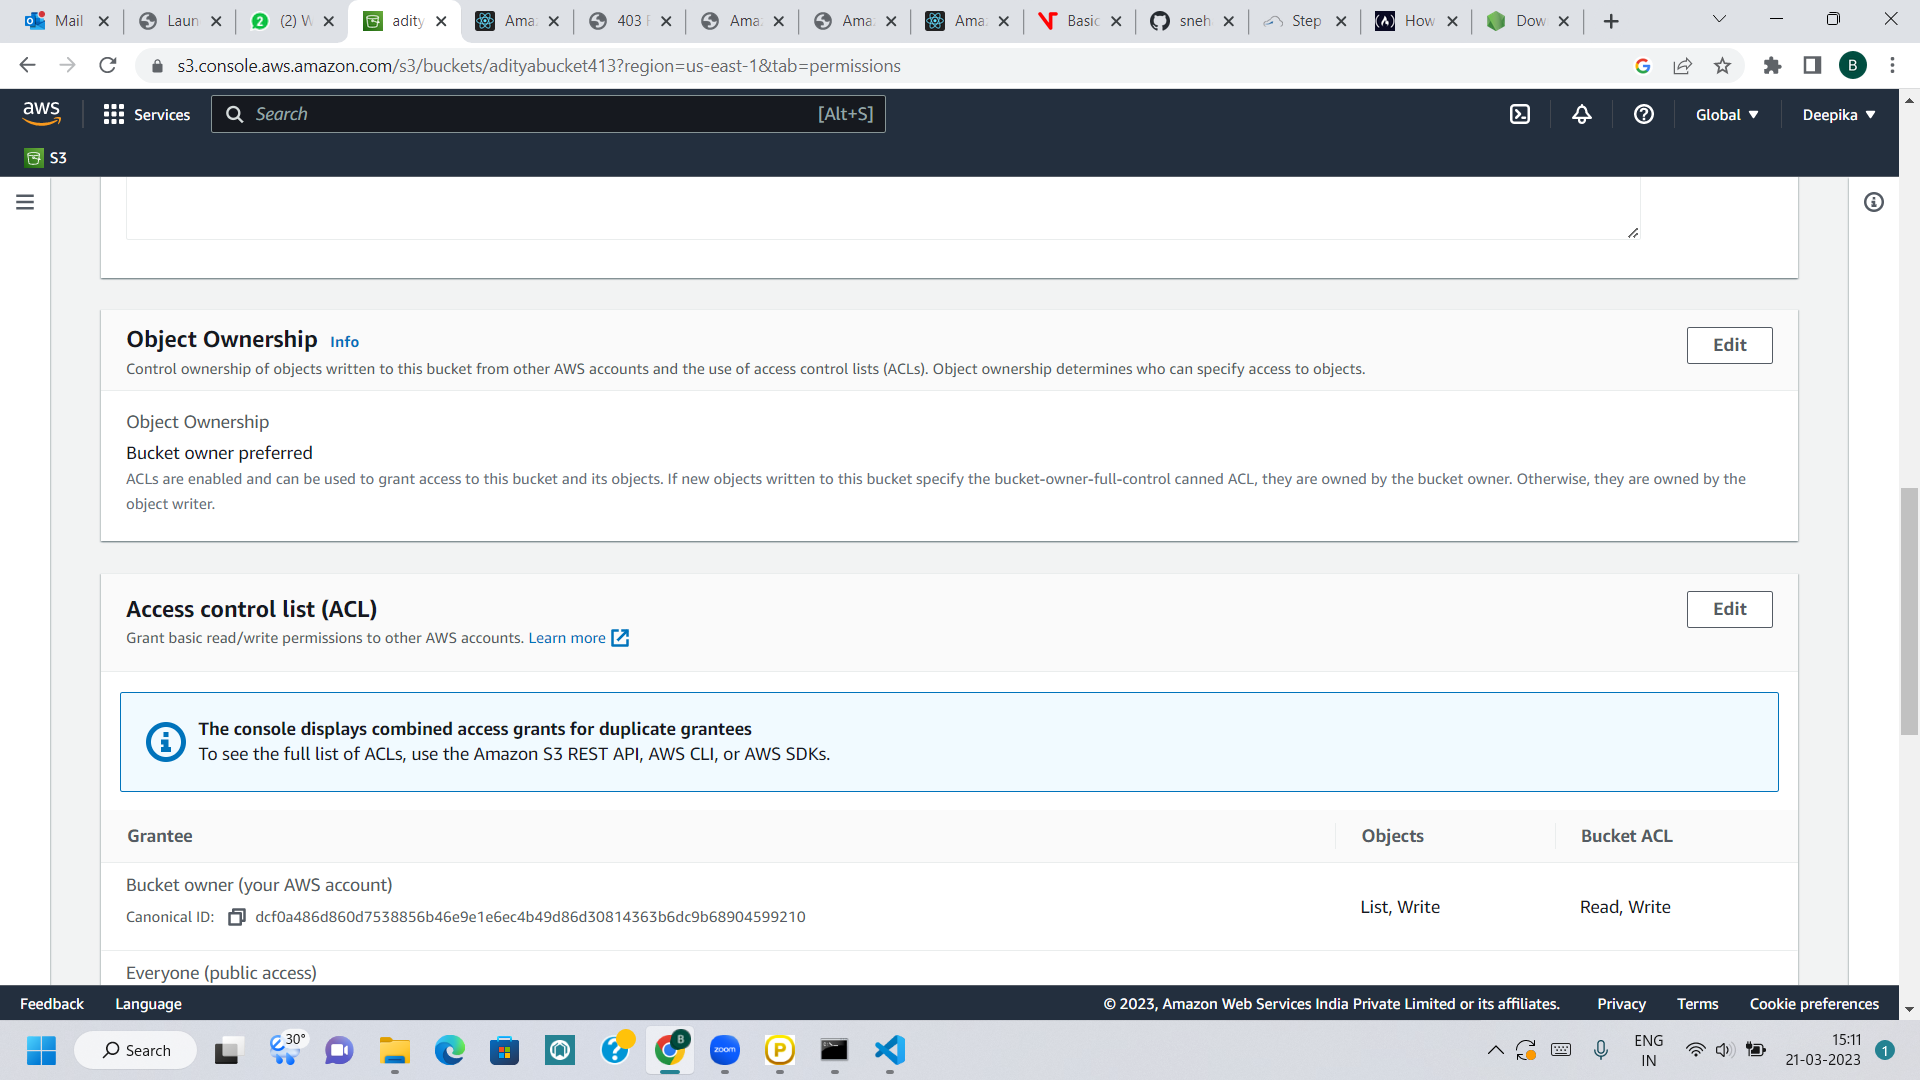 Mail
Laun
(2) W
adity
Ama
403 F
Ama
Ama
Ama
Basic
sneh
Step
How
Dow
s3.console.aws.amazon.com/s3/buckets/adityabucket413?region=us-east-1&tab=permissions
B
aws
Services
Search
[Alt+S]
Global
Deepika
S3
Object Ownership Info
Edit
Control ownership of objects written to this bucket from other AWS accounts and the use of access control lists (ACLs). Object ownership determines who can specify access to objects.
Object Ownership
Bucket owner preferred
ACLs are enabled and can be used to grant access to this bucket and its objects. If new objects written to this bucket specify the bucket-owner-full-control canned ACL, they are owned by the bucket owner. Otherwise, they are owned by the
object writer.
Access control list (ACL)
Edit
Grant basic read/write permissions to other AWS accounts. Learn more
The console displays combined access grants for duplicate grantees
To see the full list of ACLs, use the Amazon S3 REST API, AWS CLI, or AWS SDKs.
Grantee
Objects
Bucket ACL
Bucket owner (your AWS account)
Canonical ID: dcf0a486d860d7538856b46e9e1e6ec4b49d86d30814363b6dc9b68904599210
List, Write
Read, Write
Everyone (public access)
Feedback
Language
© 2023, Amazon Web Services India Private Limited or its affiliates.
Privacy
Terms
Cookie preferences
Search
30°
B
zoom
P
ENG
IN
15:11
21-03-2023
1